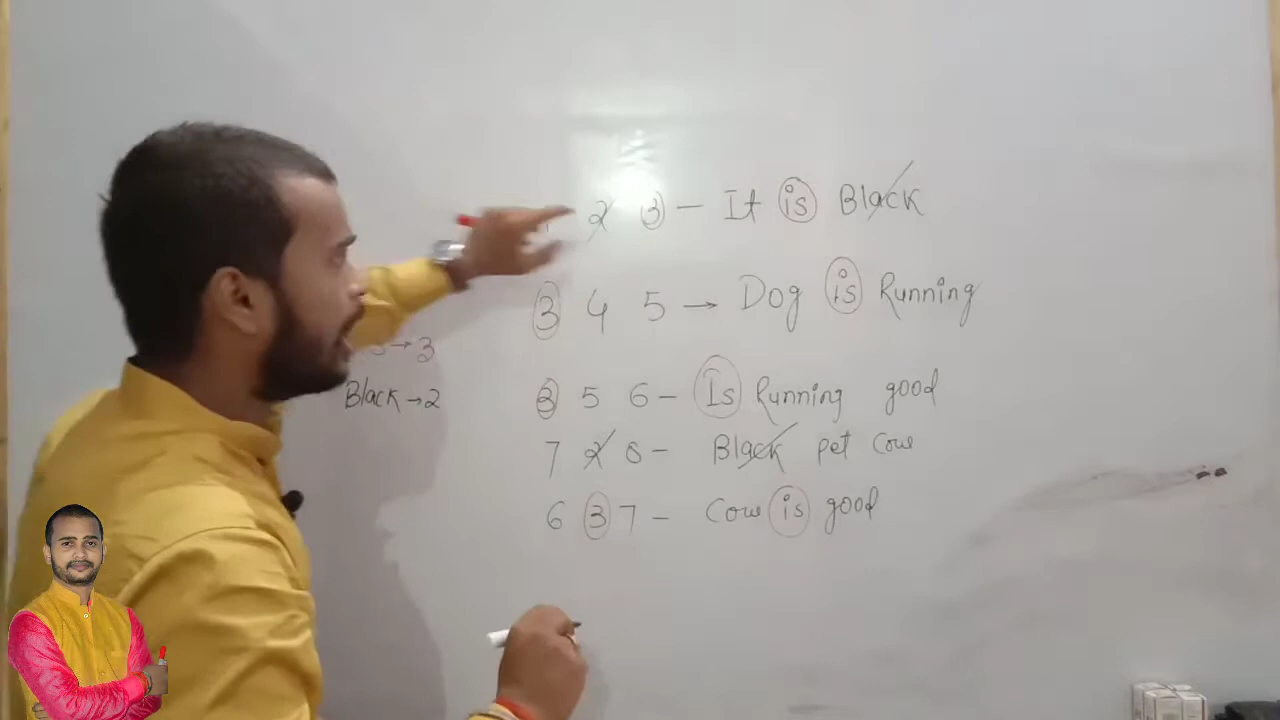 2 3 - It is Black
3 4 5 → Dog is Running
3 5 6 - Is Running good
7 2 8 - Black pet Cow
6 3 7 - Cow is good
→ 3
Black → 2